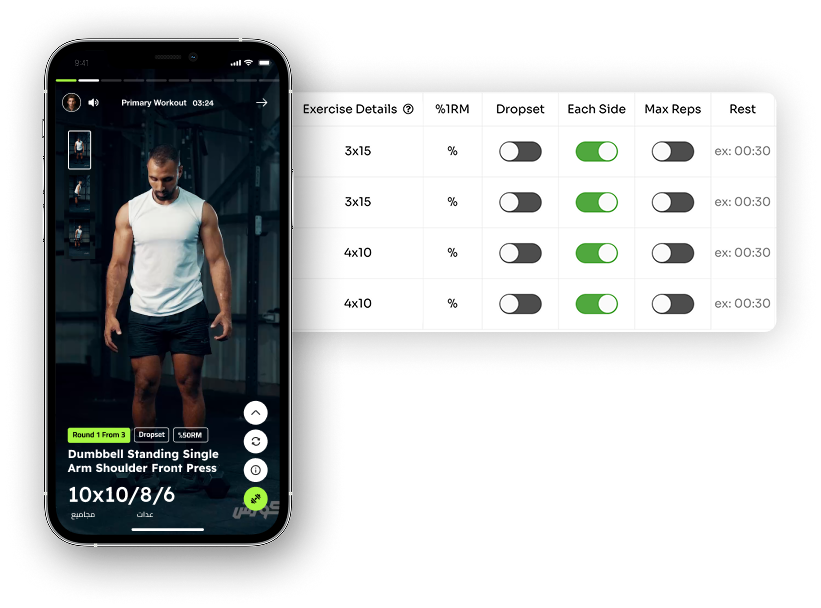 9:41
Primary Workout 03:24
Round 1 From 3 Dropset %50RM
Dumbbell Standing Single
Arm Shoulder Front Press
10x10/8/6
مجاميع عدات
كورس
Exercise Details ? %1RM Dropset Each Side Max Reps Rest
3x15 % ex: 00:30
3x15 % ex: 00:30
4x10 % ex: 00:30
4x10 % ex: 00:30